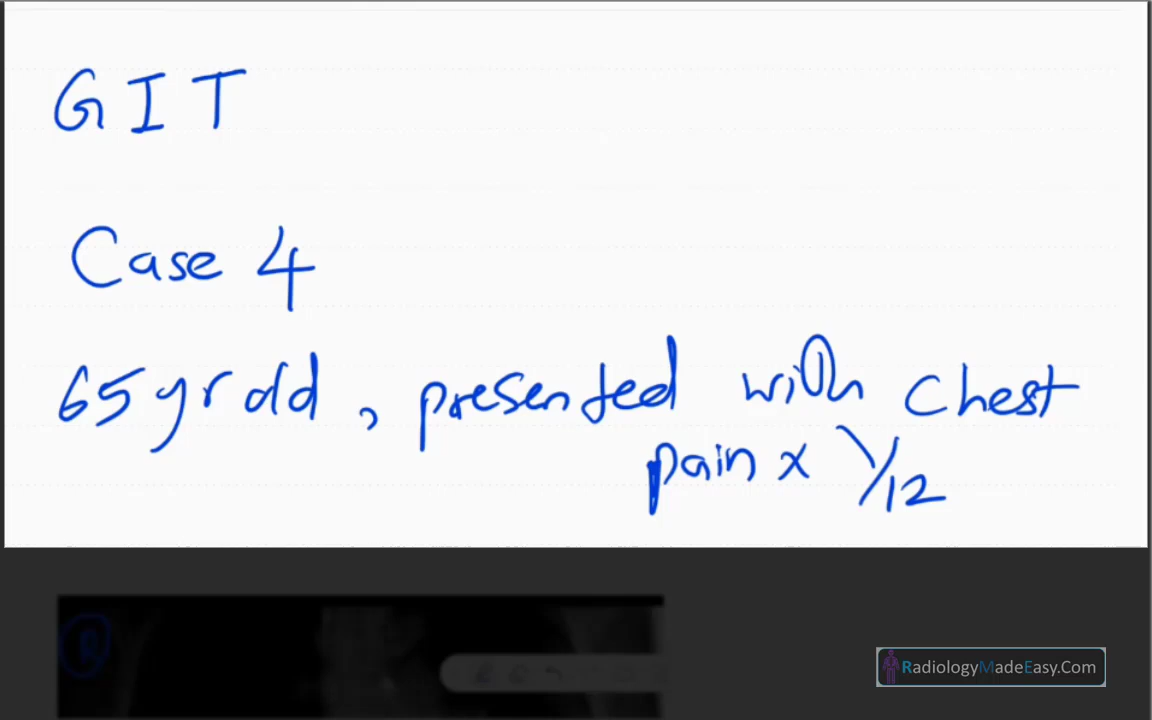 GIT
Case 4
65yr old, presented with chest
pain x 1/12
R
RadiologyMadeEasy.Com